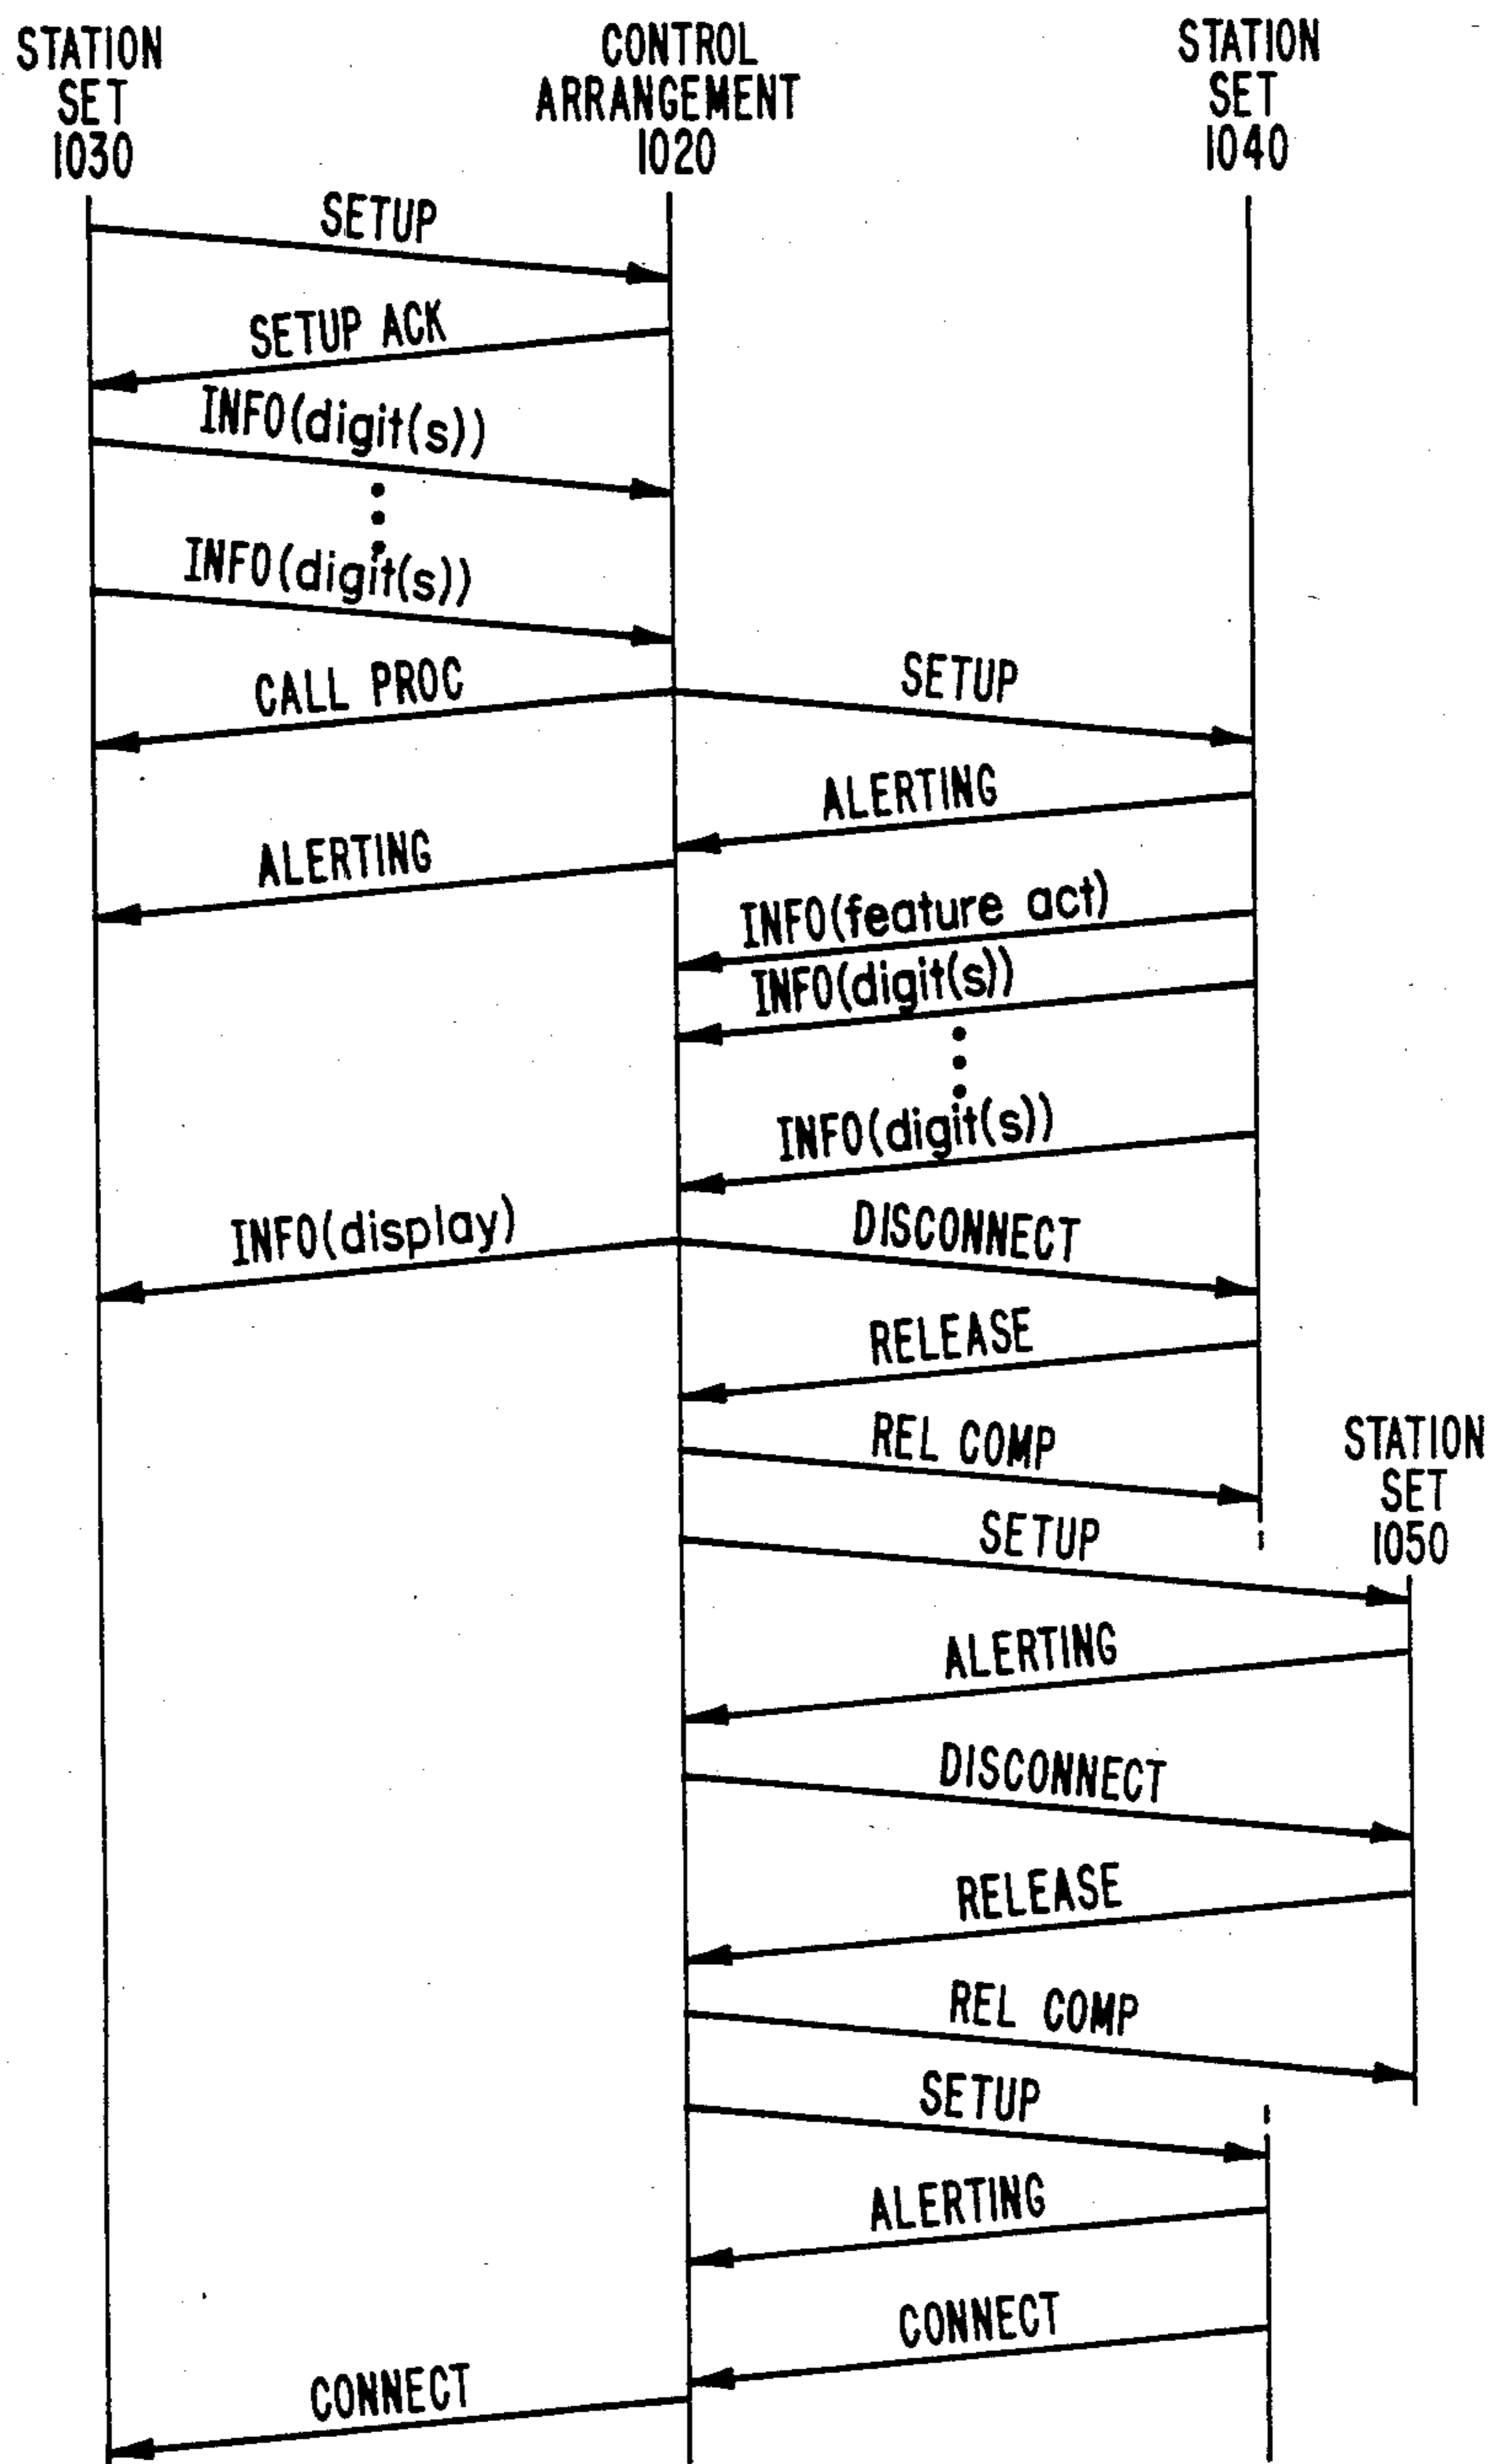 STATION
SET
1030
CONTROL
ARRANGEMENT
1020
STATION
SET
1040
SETUP
SETUP ACK
INFO(digit(s))
INFO(digit(s))
CALL PROC
SETUP
ALERTING
ALERTING
INFO(feature act)
INFO(digit(s))
INFO(digit(s))
INFO(display)
DISCONNECT
RELEASE
REL COMP
STATION
SET
1050
SETUP
ALERTING
DISCONNECT
RELEASE
REL COMP
SETUP
ALERTING
CONNECT
CONNECT